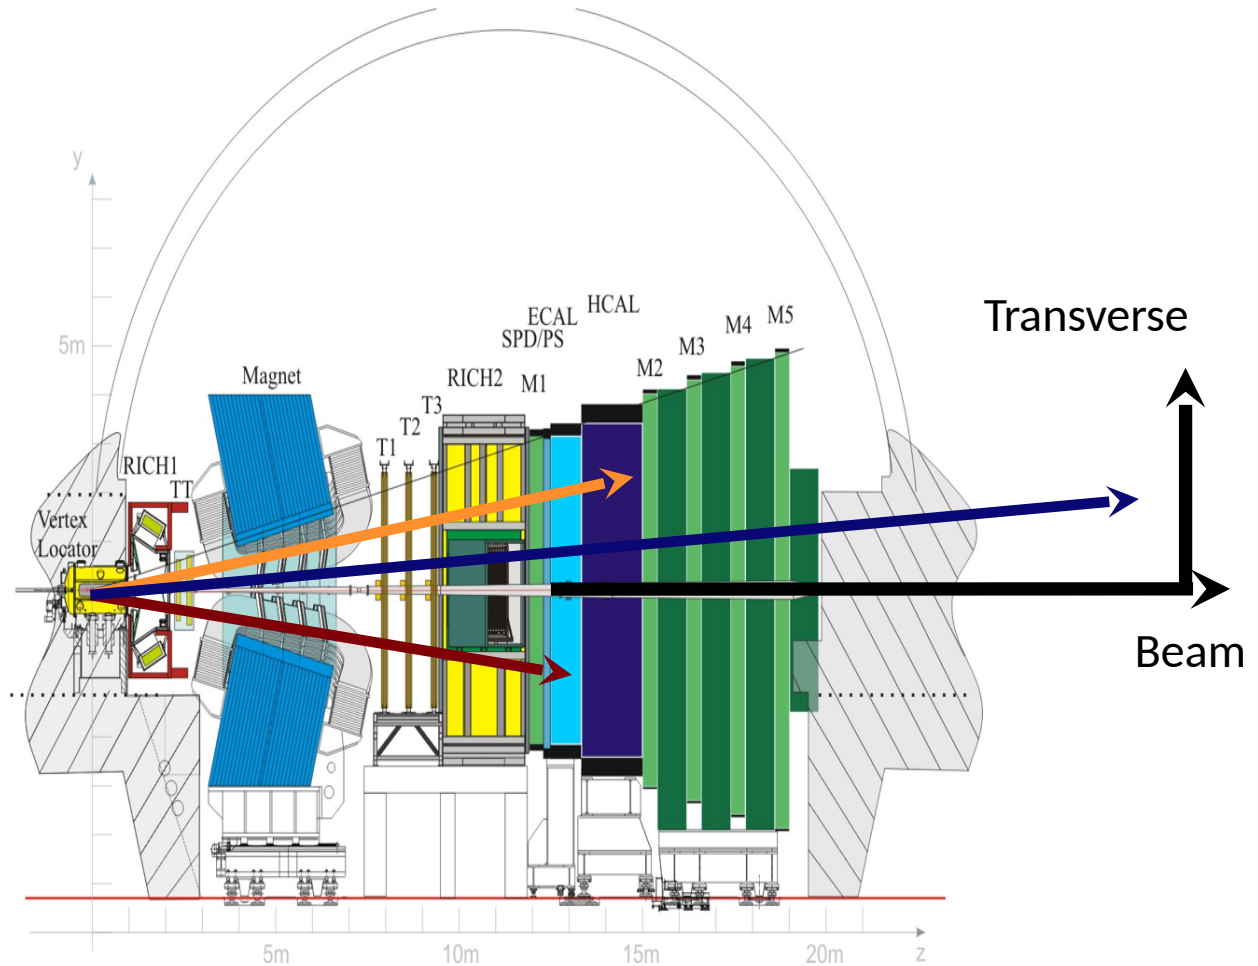 y
5m
Transverse
HCAL
ECAL
SPD/PS
M5
M4
M3
M2
M1
RICH2
Magnet
T3
T2
T1
RICH1
TT
Vertex
Locator
Beam
5m
10m
15m
20m
z